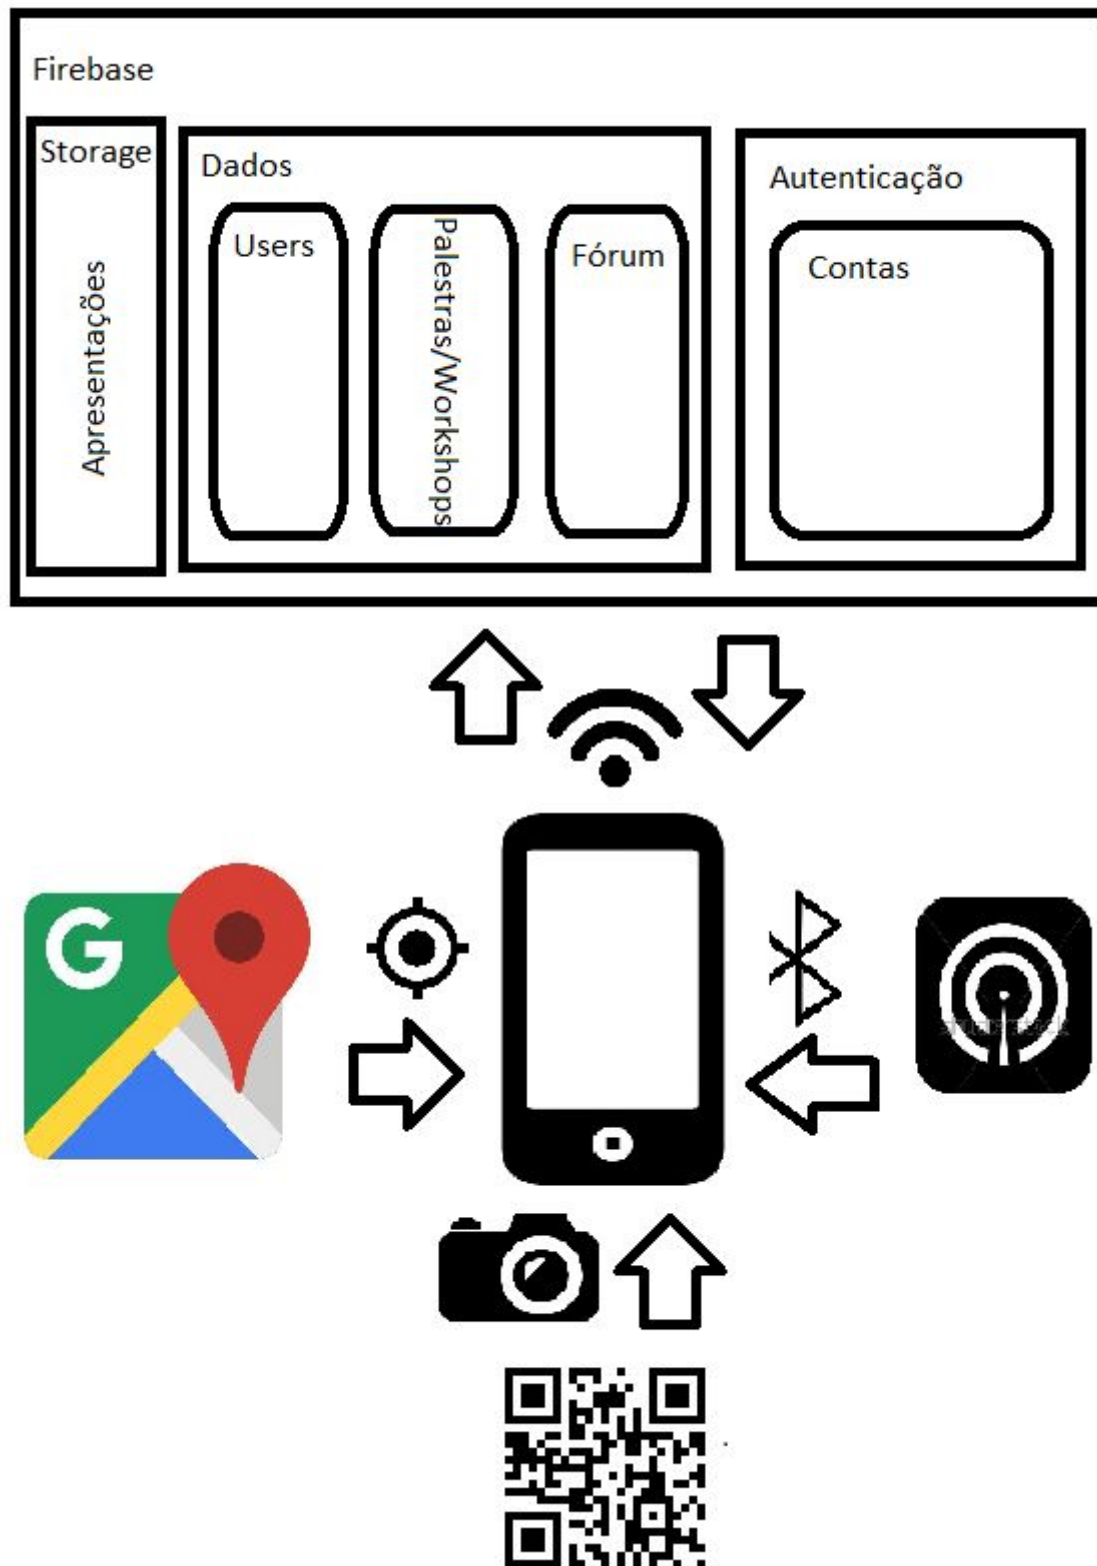 Firebase
Storage
Apresentações
Dados
Users
Palestras/Workshops
Fórum
Autenticação
Contas
G